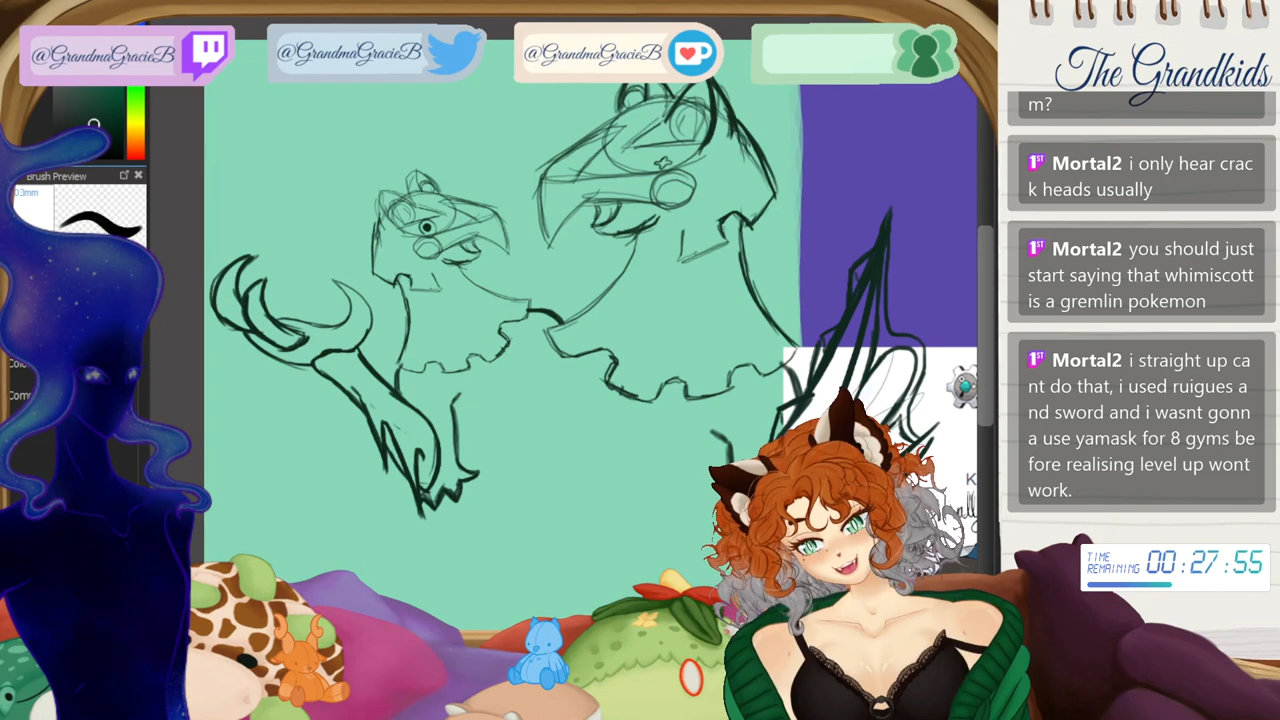 @GrandmaGracieB
@GrandmaGracieB
@GrandmaGracieB
The Grandkids
m?
Mortal2 i only hear crac
k heads usually
Mortal2 you should just
start saying that whimiscott
is a gremlin pokemon
Mortal2 i straight up ca
nt do that, i used ruigues a
nd sword and i wasnt gonn
a use yamask for 8 gyms be
fore realising level up wont
work.
TIME
REMAINING 00:27:55
Brush Preview